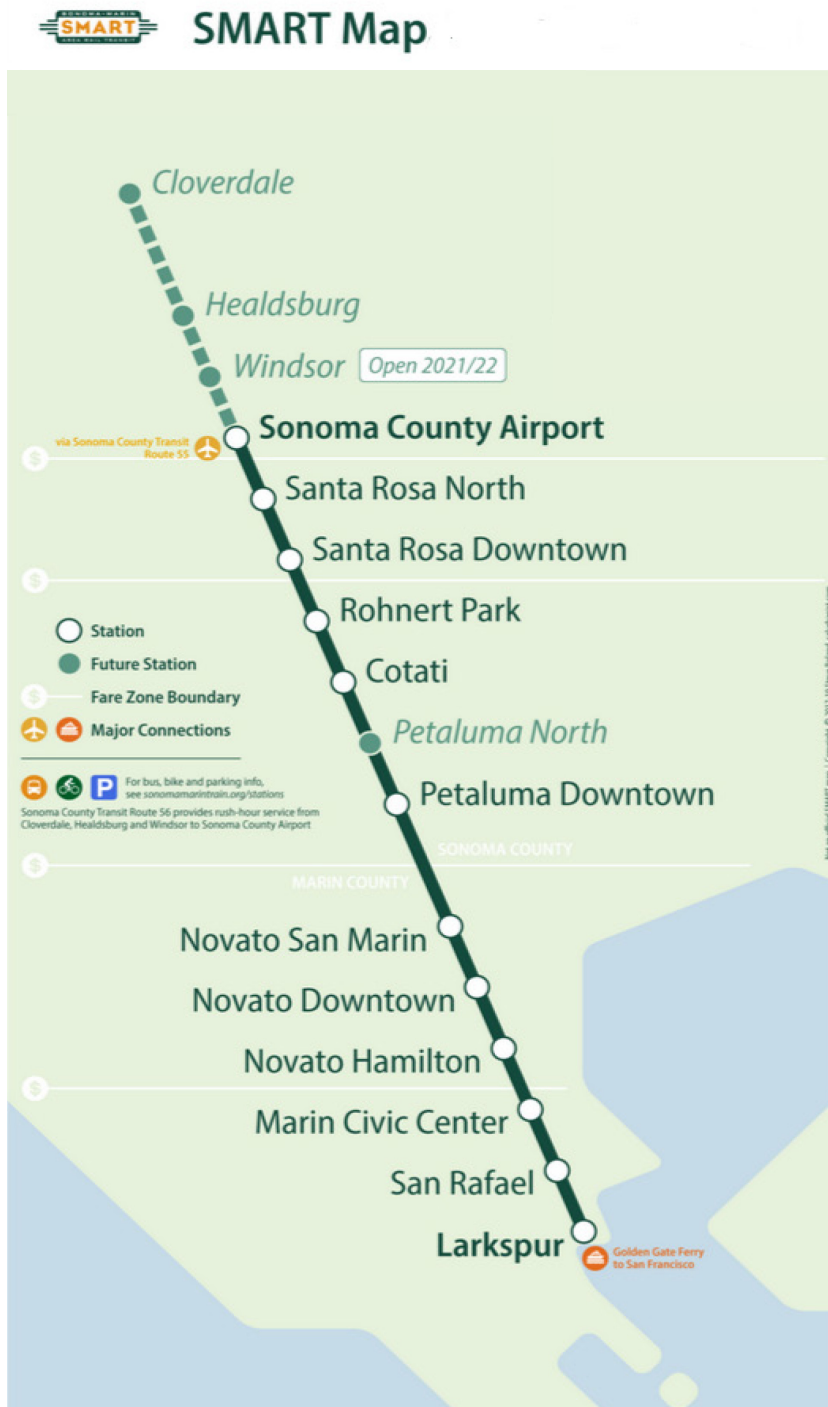 SONOMA-MARIN
SMART
AREA RAIL TRANSIT
SMART Map
Cloverdale
Healdsburg
Windsor
Open 2021/22
Sonoma County Airport
via Sonoma County Transit
Route 55
$
Santa Rosa North
Santa Rosa Downtown
$
Rohnert Park
Station
Future Station
Cotati
$ Fare Zone Boundary
Major Connections
Petaluma North
P
For bus, bike and parking info,
see sonomamarintrain.org/stations
Petaluma Downtown
Sonoma County Transit Route 56 provides rush-hour service from
Cloverdale, Healdsburg and Windsor to Sonoma County Airport
SONOMA COUNTY
$
MARIN COUNTY
Novato San Marin
Novato Downtown
Novato Hamilton
$
Marin Civic Center
San Rafael
Larkspur
Golden Gate Ferry
to San Francisco